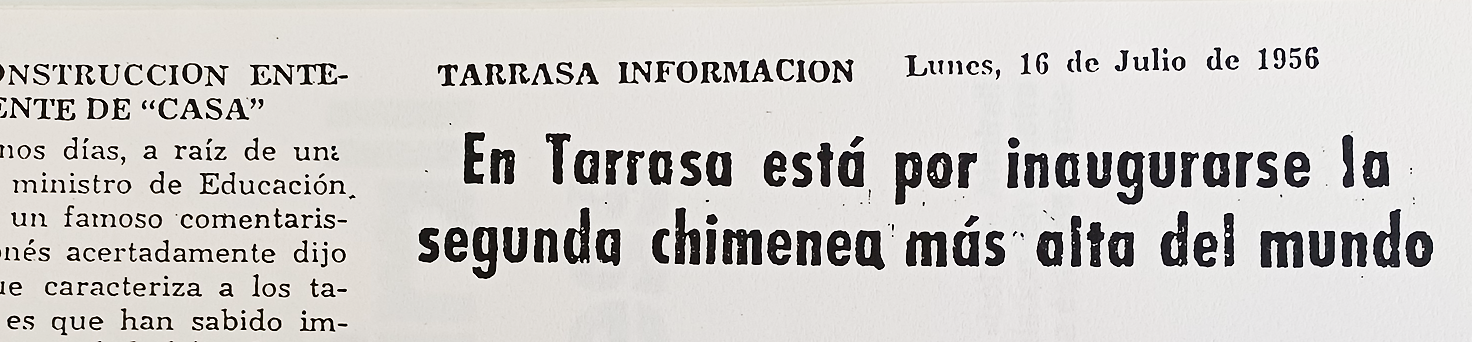 ONSTRUCCION ENTE-
ENTE DE “CASA”
nos días, a raíz de una
ministro de Educación,
un famoso comentaris-
onés acertadamente dijo
ue caracteriza a los ta-
es que han sabido im-
TARRASA INFORMACION Lunes, 16 de Julio de 1956
En Tarrasa está por inaugurarse la
segunda chimenea más alta del mundo